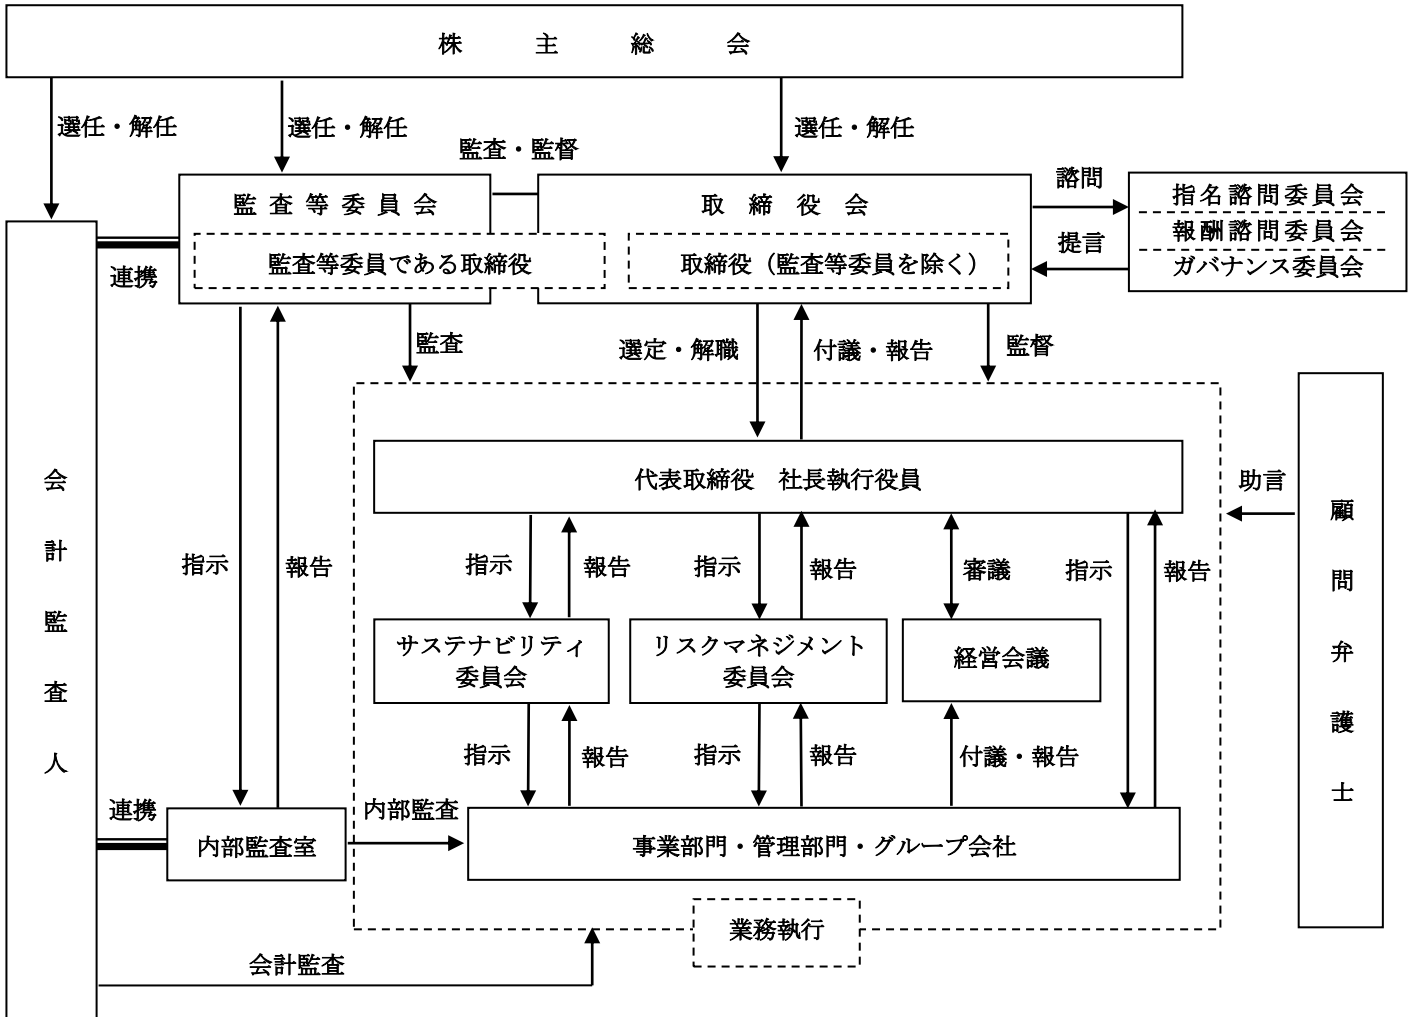 株主総会
選任・解任
選任・解任
選任・解任
監査・監督
監査等委員会
監査等委員である取締役
取締役会
取締役（監査等委員を除く）
諮問
提言
指名諮問委員会
報酬諮問委員会
ガバナンス委員会
連携
監査
選定・解職
付議・報告
監督
代表取締役　社長執行役員
助言
顧問弁護士
会計監査人
指示
報告
指示
報告
指示
報告
審議
指示
報告
サステナビリティ
委員会
リスクマネジメント
委員会
経営会議
指示
報告
指示
報告
付議・報告
連携
内部監査室
内部監査
事業部門・管理部門・グループ会社
業務執行
会計監査